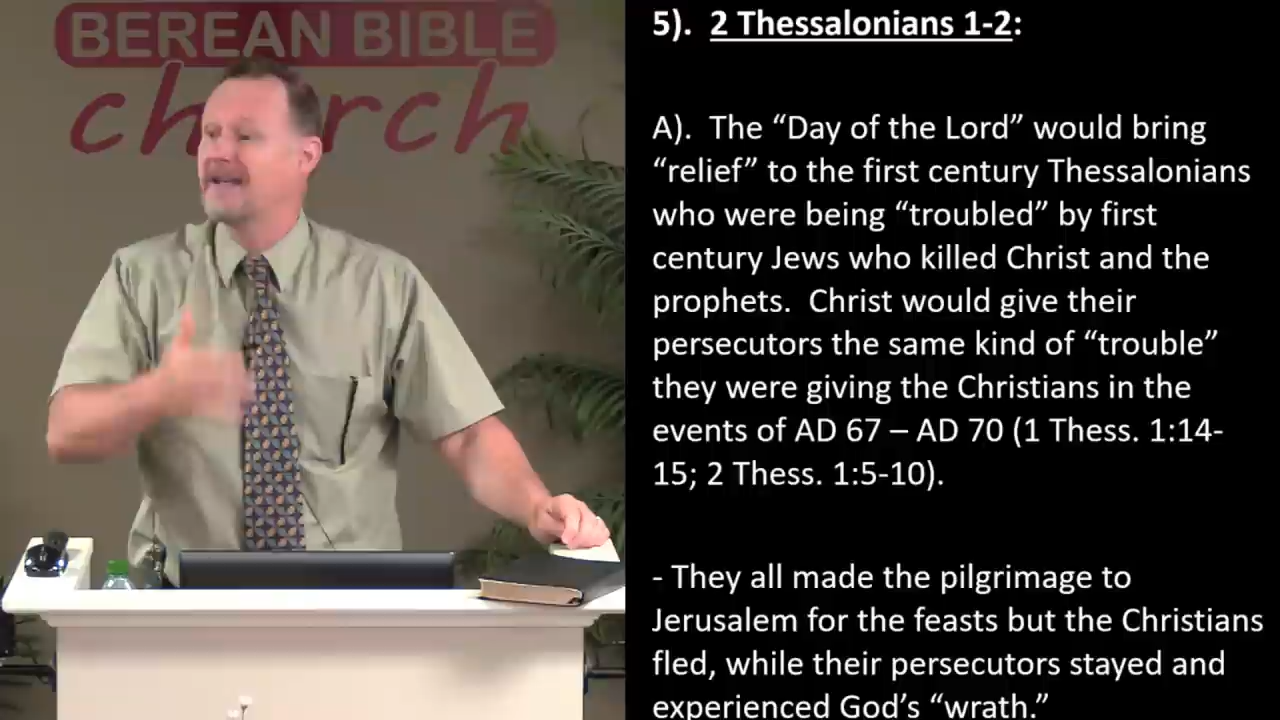 BEREAN BIBLE
church
5). 2 Thessalonians 1-2:
A). The “Day of the Lord” would bring
“relief” to the first century Thessalonians
who were being “troubled” by first
century Jews who killed Christ and the
prophets. Christ would give their
persecutors the same kind of “trouble”
they were giving the Christians in the
events of AD 67 – AD 70 (1 Thess. 1:14-
15; 2 Thess. 1:5-10).
- They all made the pilgrimage to
Jerusalem for the feasts but the Christians
fled, while their persecutors stayed and
experienced God’s “wrath.”